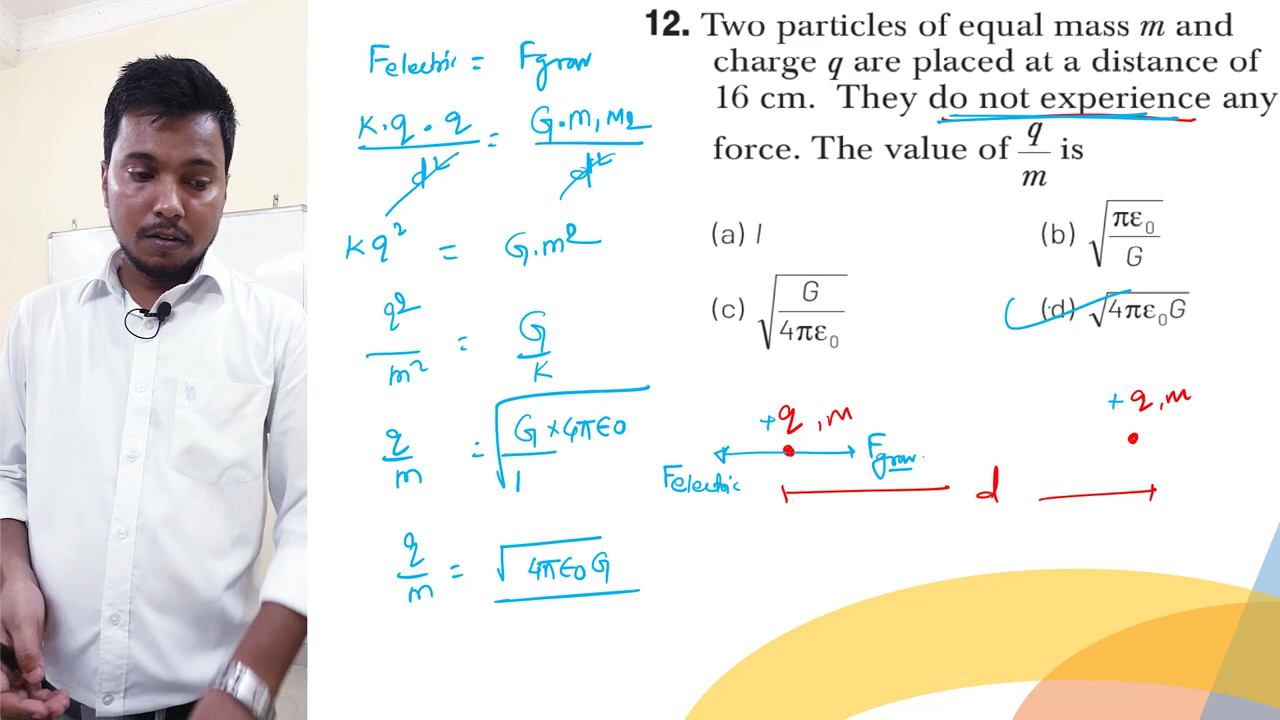 12. Two particles of equal mass m and
charge q are placed at a distance of
16 cm. They do not experience any
force. The value of q/m is
(a) 1
(b) √(πε₀/G)
(c) √(G/4πε₀)
(d) √4πε₀G
Felectric = Fgrav
K.q.q/d² = G.m₁m₂/d²
Kq² = G.m²
q²/m² = G/K
q/m = √(G×4πε₀/1)
q/m = √4πε₀G
+q,m
+q,m
Felectric
Fgrav.
d